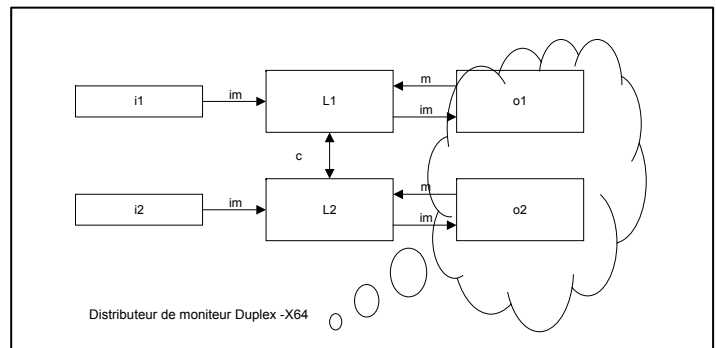 m
i1
im
L1
im
o1
c
m
i2
im
L2
im
o2
Distributeur de moniteur Duplex -X64